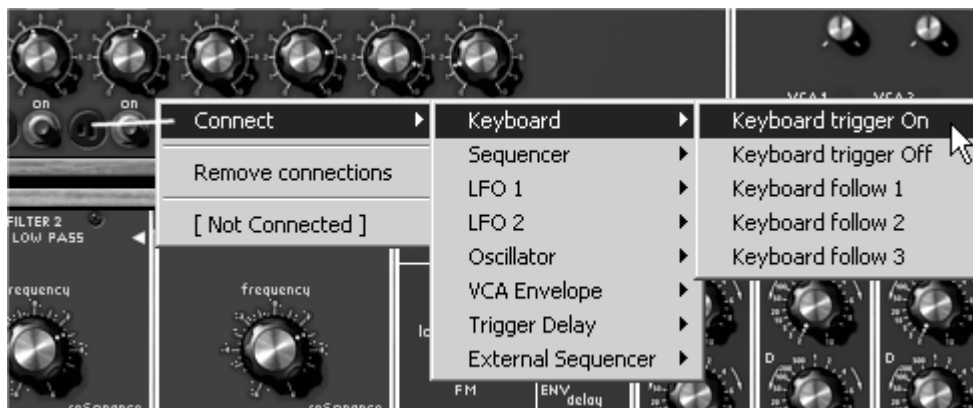 on
on
VCA 1
VCA 2
Connect
Remove connections
[ Not Connected ]
Keyboard
Sequencer
LFO 1
LFO 2
Oscillator
VCA Envelope
Trigger Delay
External Sequencer
Keyboard trigger On
Keyboard trigger Off
Keyboard follow 1
Keyboard follow 2
Keyboard follow 3
FILTER 2
LOW PASS
frequency
frequency
resonance
resonance
FM
ENV
delay
D
D